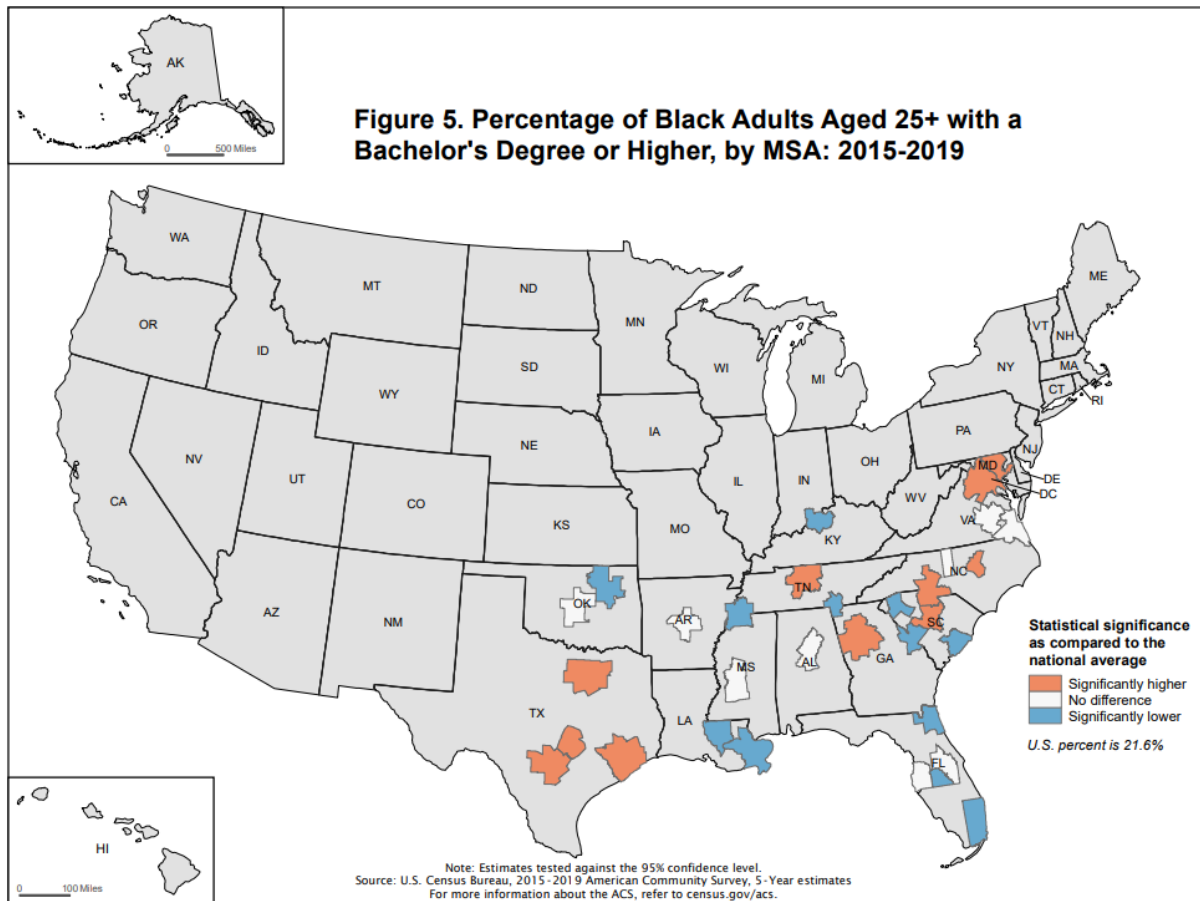 AK
0 500 Miles
Figure 5. Percentage of Black Adults Aged 25+ with a
Bachelor's Degree or Higher, by MSA: 2015-2019
WA
MT
ND
MN
ME
OR
ID
SD
WI
MI
VT
NH
NY
MA
CT
RI
WY
IA
PA
NJ
NE
NV
UT
CO
IL
IN
OH
MD
DE
DC
WV
CA
KS
MO
KY
VA
AZ
NM
OK
AR
TN
NC
SC
TX
LA
MS
AL
GA
FL
Statistical significance
as compared to the
national average
Significantly higher
No difference
Significantly lower
U.S. percent is 21.6%
HI
0 100 Miles
Note: Estimates tested against the 95% confidence level.
Source: U.S. Census Bureau, 2015-2019 American Community Survey, 5-Year estimates
For more information about the ACS, refer to census.gov/acs.